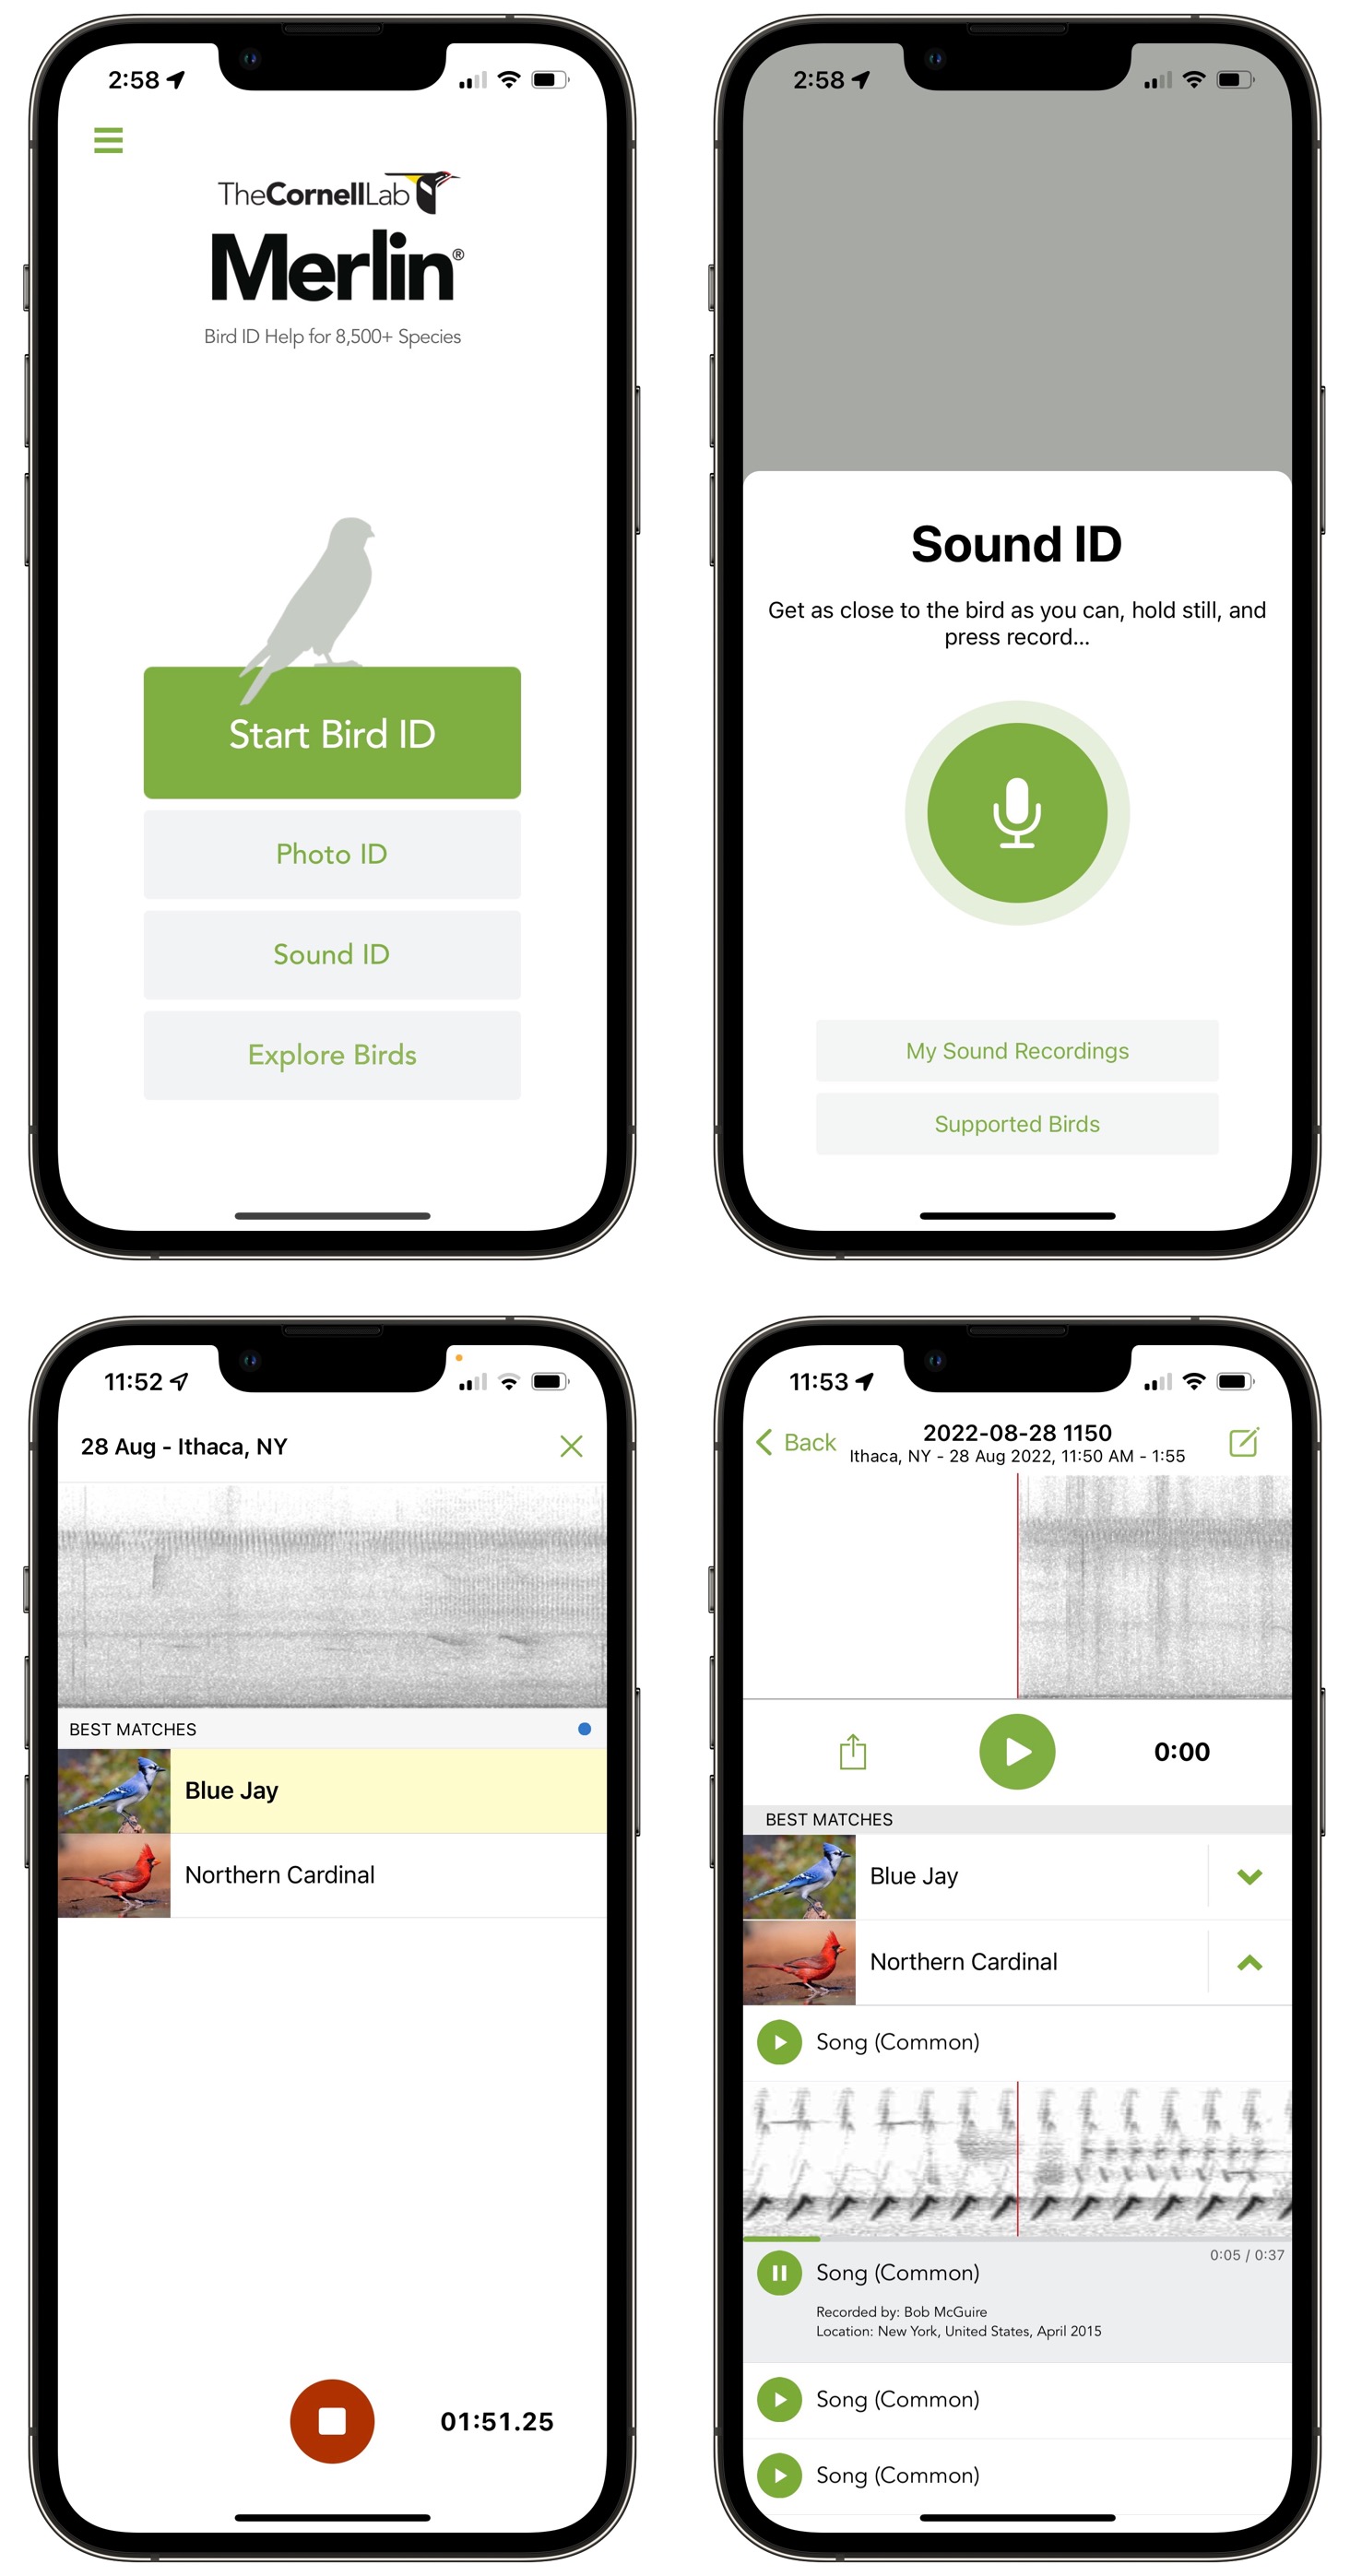 2:58
TheCornellLab
Merlin®
Bird ID Help for 8,500+ Species
Start Bird ID
Photo ID
Sound ID
Explore Birds
2:58
Sound ID
Get as close to the bird as you can, hold still, and
press record...
My Sound Recordings
Supported Birds
11:52
28 Aug - Ithaca, NY
BEST MATCHES
Blue Jay
Northern Cardinal
01:51.25
11:53
Back
2022-08-28 1150
Ithaca, NY - 28 Aug 2022, 11:50 AM - 1:55
0:00
BEST MATCHES
Blue Jay
Northern Cardinal
Song (Common)
0:05 / 0:37
Song (Common)
Recorded by: Bob McGuire
Location: New York, United States, April 2015
Song (Common)
Song (Common)